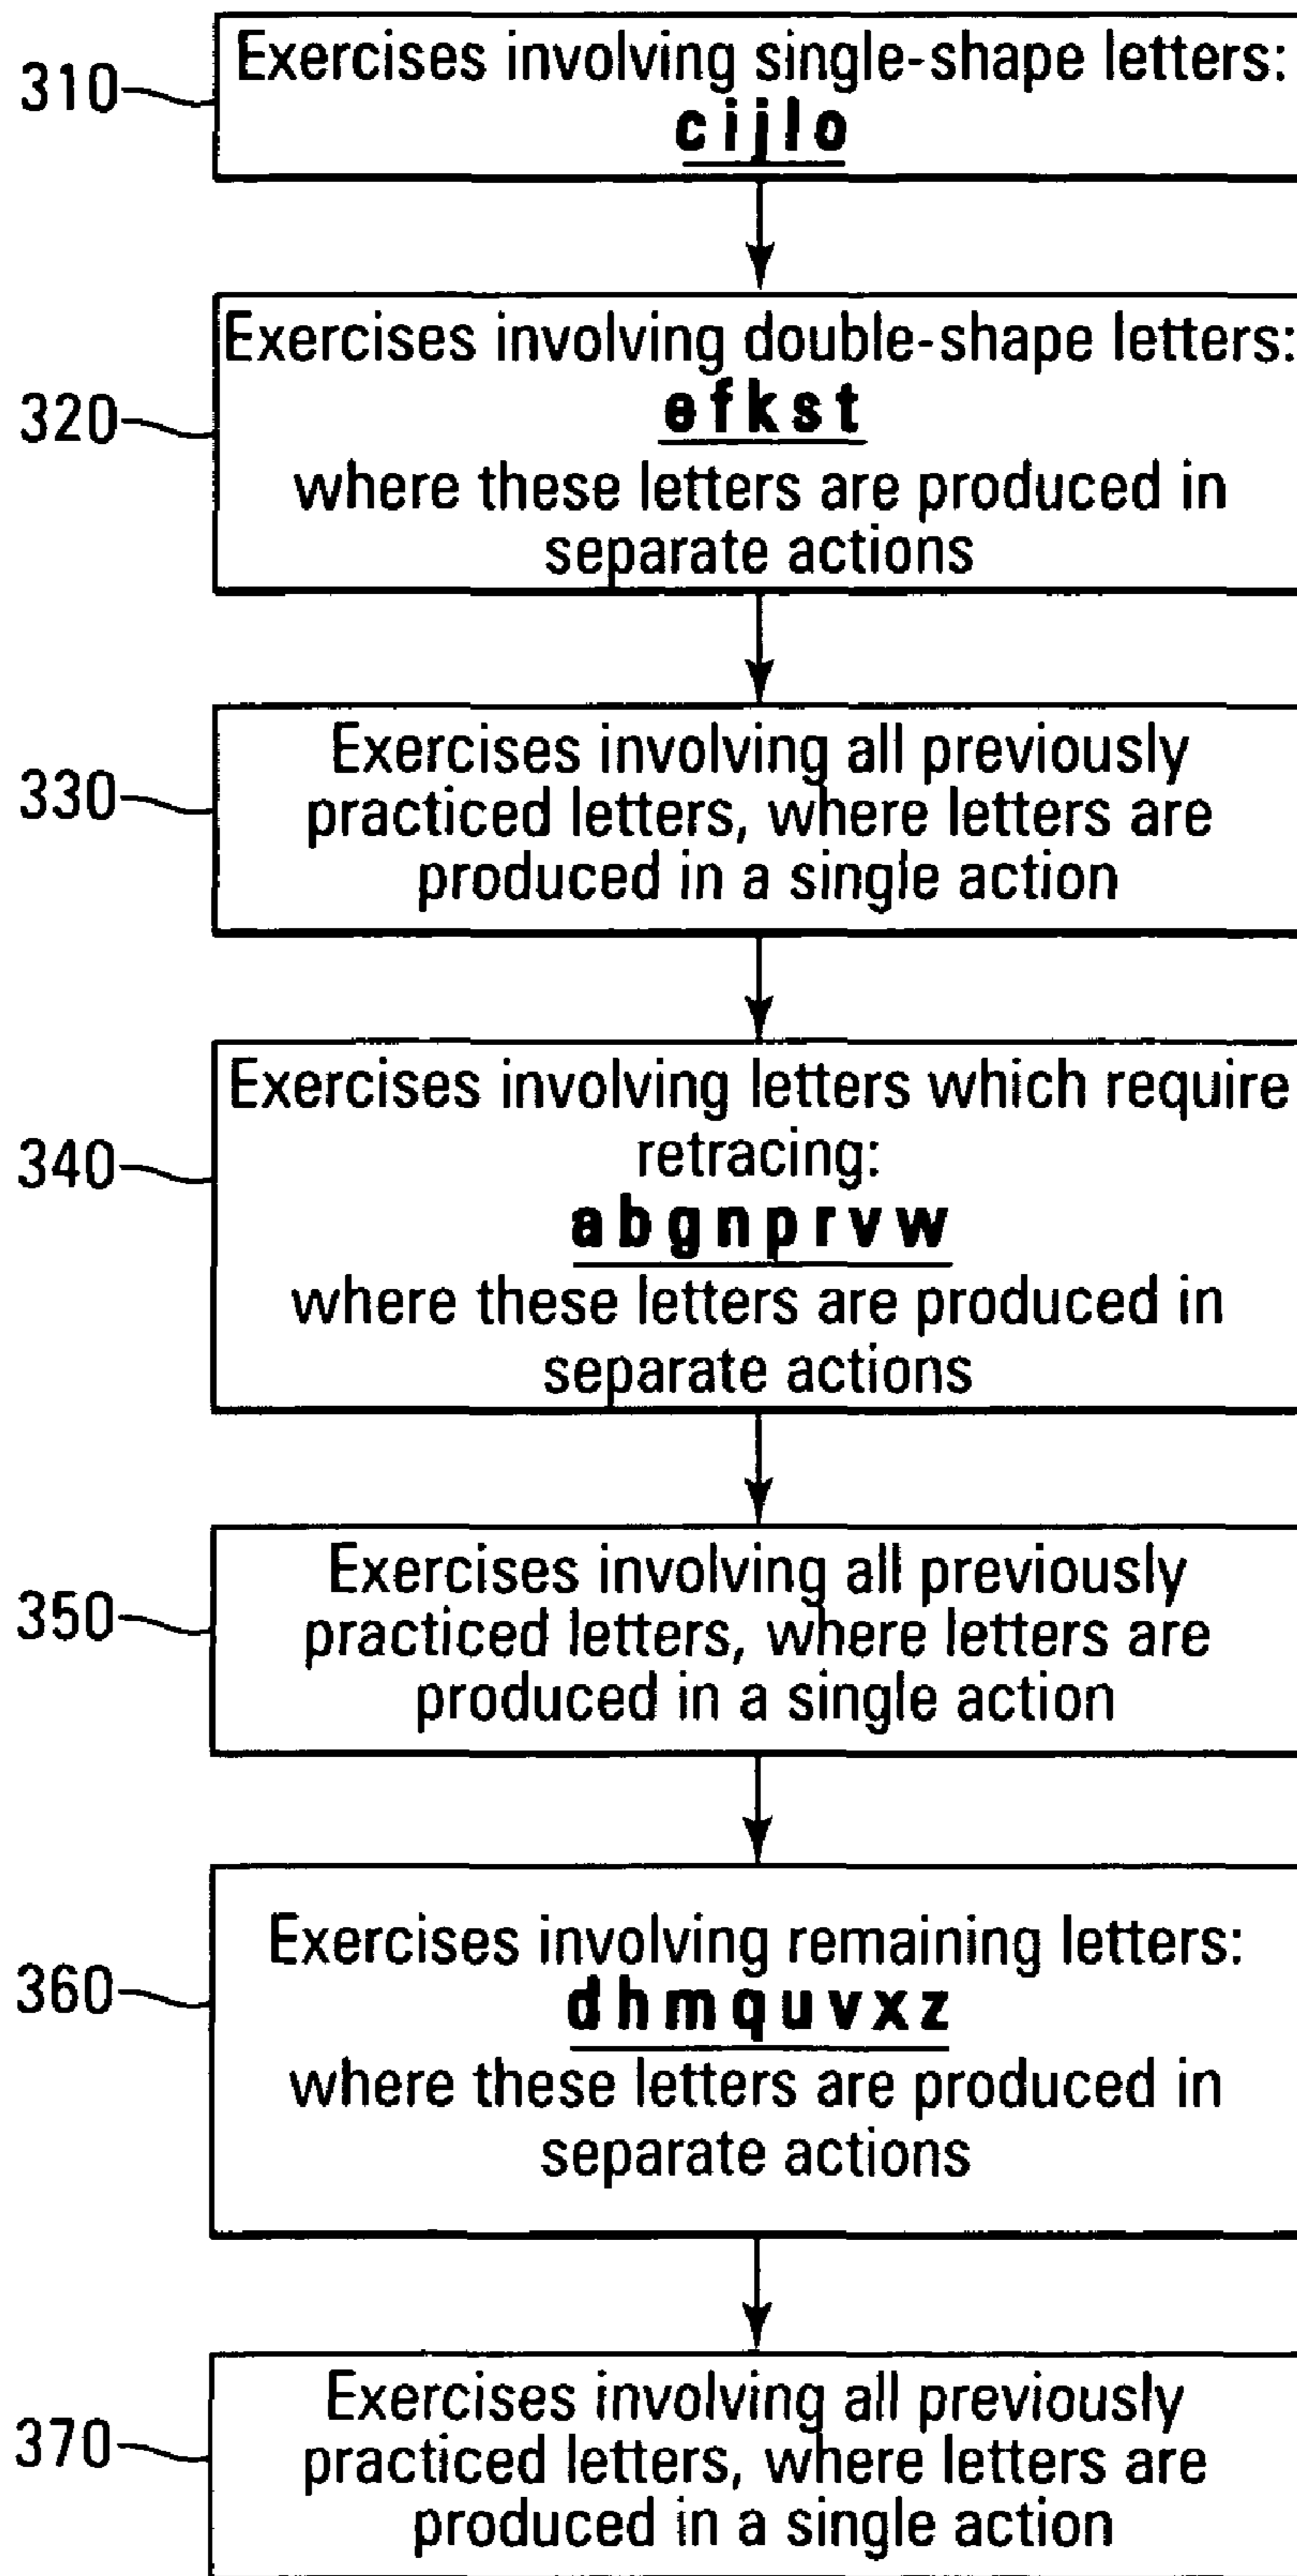 310
Exercises involving single-shape letters:
c i j l o
320
Exercises involving double-shape letters:
e f k s t
where these letters are produced in
separate actions
330
Exercises involving all previously
practiced letters, where letters are
produced in a single action
340
Exercises involving letters which require
retracing:
a b g n p r v w
where these letters are produced in
separate actions
350
Exercises involving all previously
practiced letters, where letters are
produced in a single action
360
Exercises involving remaining letters:
d h m q u v x z
where these letters are produced in
separate actions
370
Exercises involving all previously
practiced letters, where letters are
produced in a single action